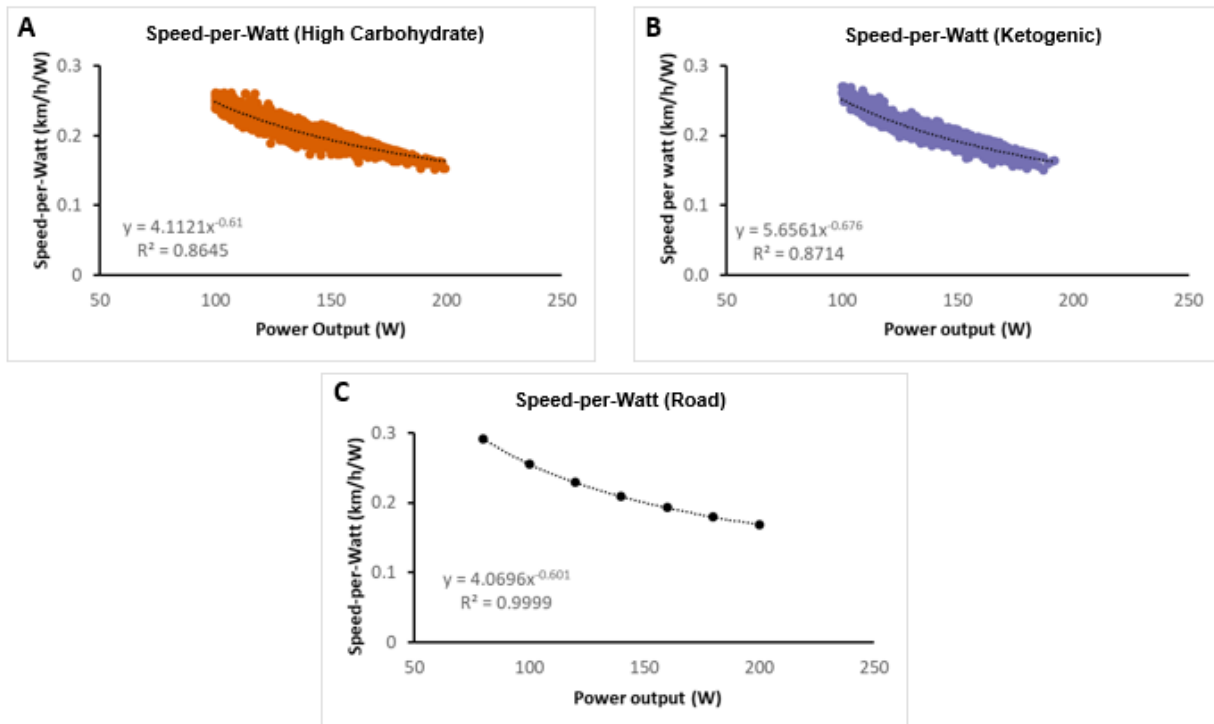 A
Speed-per-Watt (High Carbohydrate)
Speed-per-Watt (km/h/W)
0.3
0.2
0.1
0
y = 4.1121x^-0.61
R² = 0.8645
50 100 150 200 250
Power Output (W)
B
Speed-per-Watt (Ketogenic)
Speed per watt (km/h/W)
0.3
0.2
0.1
0.0
y = 5.6561x^-0.676
R² = 0.8714
50 100 150 200 250
Power output (W)
C
Speed-per-Watt (Road)
Speed-per-Watt (km/h/W)
0.3
0.2
0.1
0
y = 4.0696x^-0.601
R² = 0.9999
50 100 150 200 250
Power output (W)